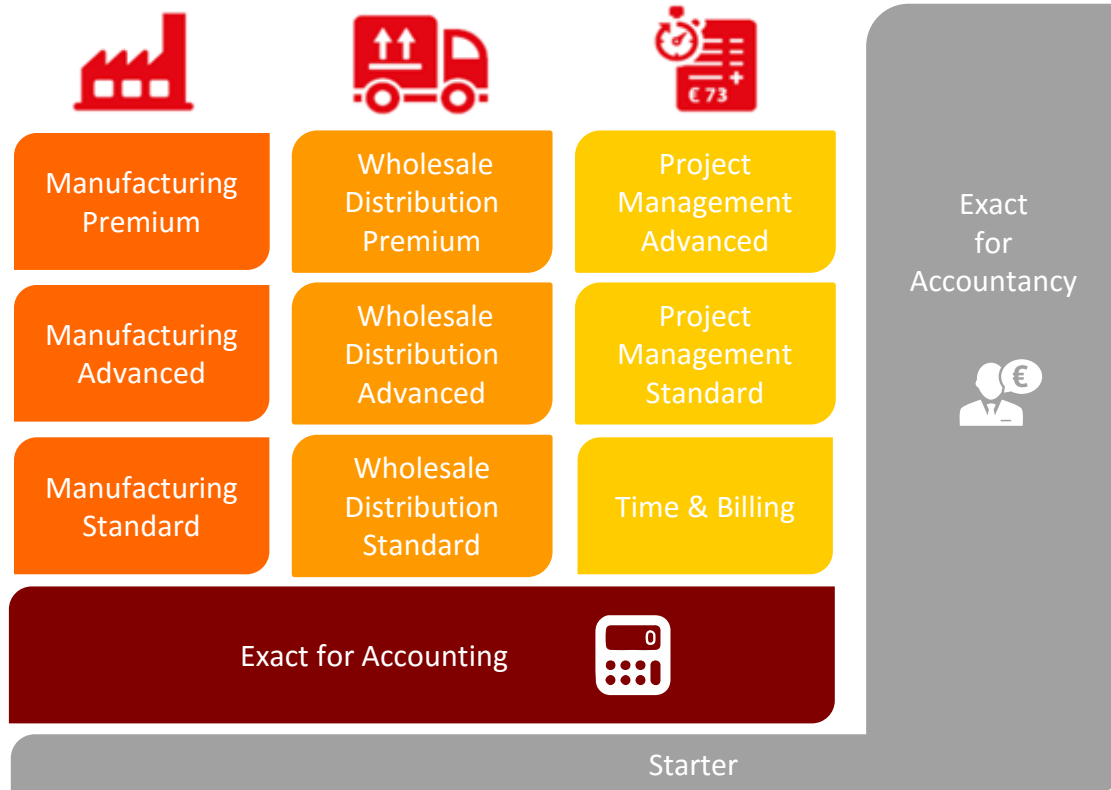 € 73
Manufacturing
Premium
Wholesale
Distribution
Premium
Project
Management
Advanced
Manufacturing
Advanced
Wholesale
Distribution
Advanced
Project
Management
Standard
Manufacturing
Standard
Wholesale
Distribution
Standard
Time & Billing
Exact for Accounting
0
Starter
Exact
for
Accountancy
€